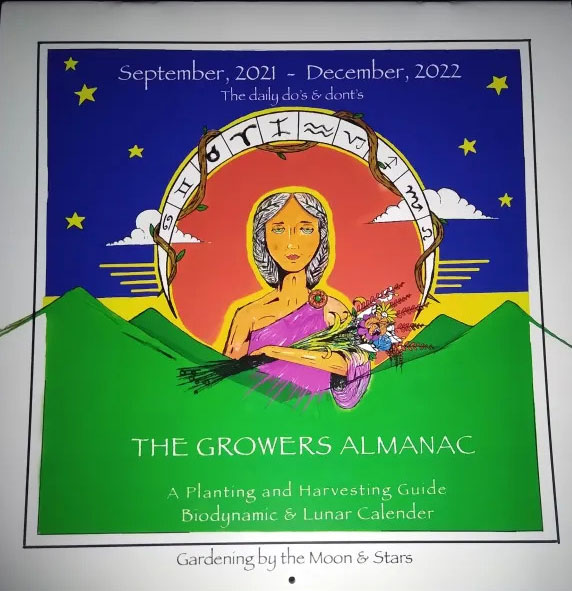 September, 2021 - December, 2022
The daily do's & dont's
THE GROWERS ALMANAC
A Planting and Harvesting Guide
Biodynamic & Lunar Calender
Gardening by the Moon & Stars